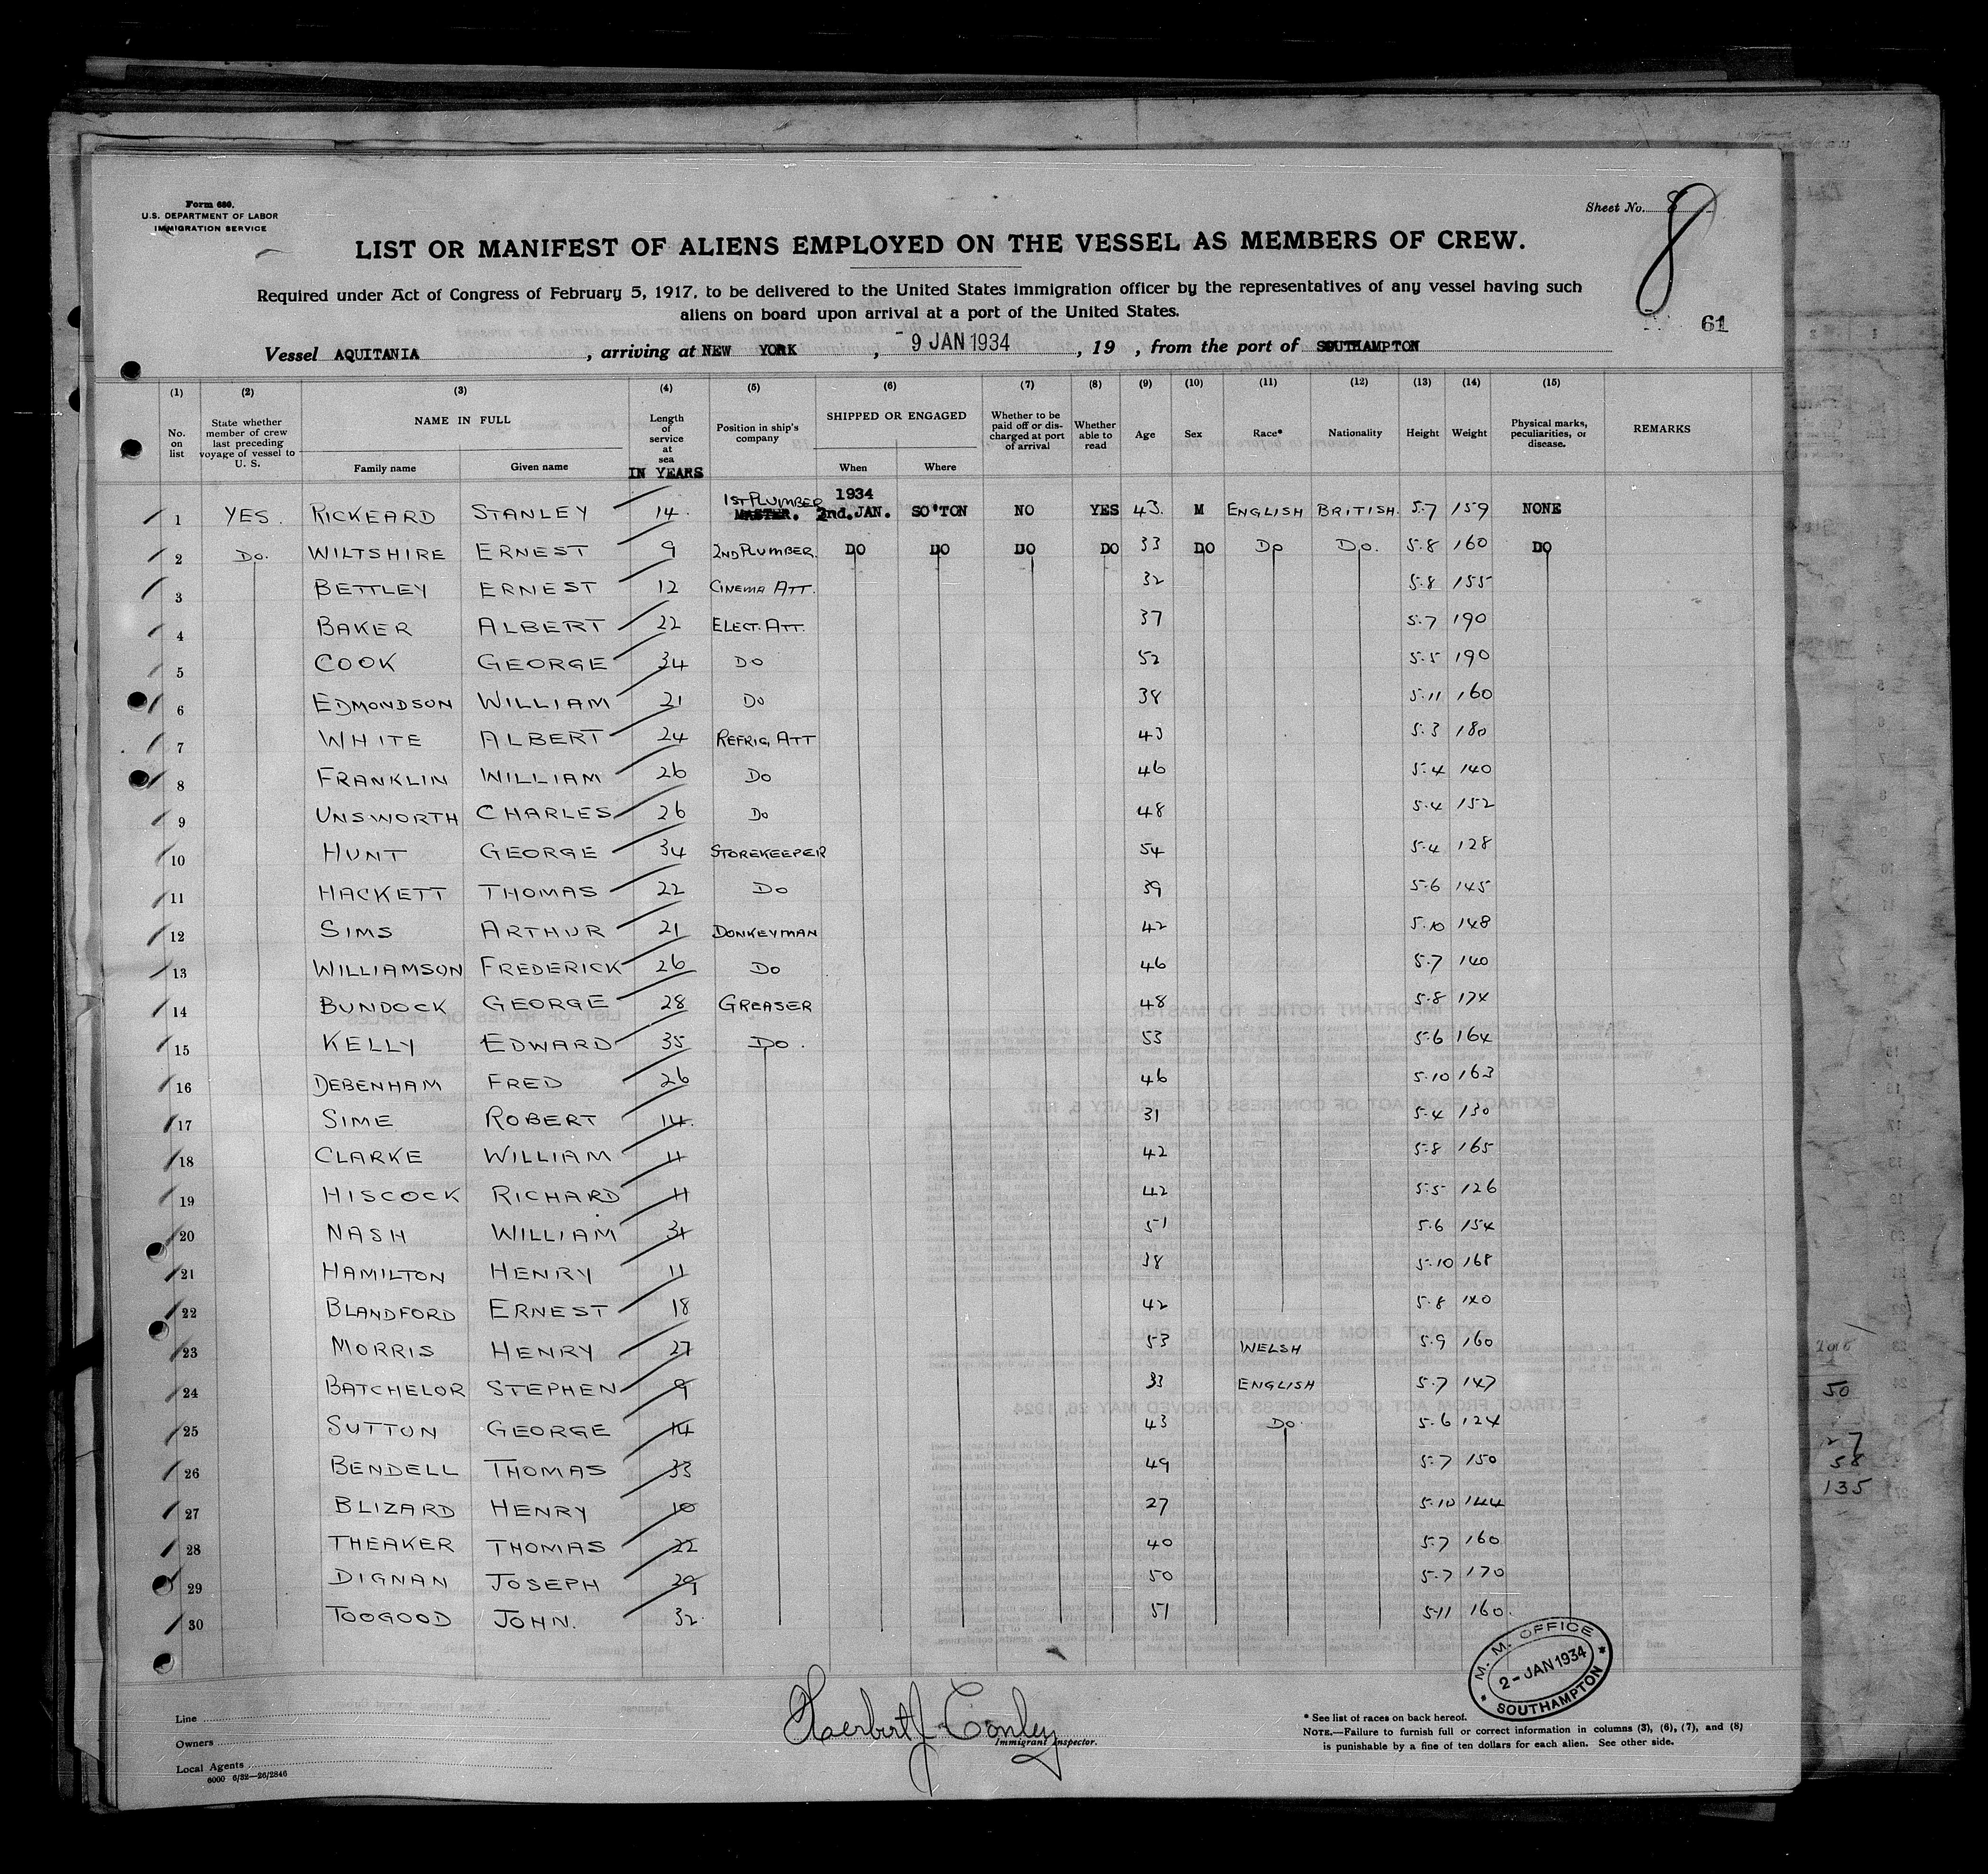 Form 680.
U.S. DEPARTMENT OF LABOR
IMMIGRATION SERVICE
Sheet No. 8
8
LIST OR MANIFEST OF ALIENS EMPLOYED ON THE VESSEL AS MEMBERS OF CREW.
Required under Act of Congress of February 5, 1917, to be delivered to the United States immigration officer by the representatives of any vessel having such
aliens on board upon arrival at a port of the United States.
61
Vessel AQUITANIA, arriving at NEW YORK, 9 JAN 1934, 19 , from the port of SOUTHAMPTON
(1) (2) (3) (4) (5) (6) (7) (8) (9) (10) (11) (12) (13) (14) (15)
No. on list
State whether member of crew last preceding voyage of vessel to U. S.
NAME IN FULL
Family name
Given name
Length of service at sea
IN YEARS
Position in ship's company
SHIPPED OR ENGAGED
When
Where
Whether to be paid off or discharged at port of arrival
Whether able to read
Age
Sex
Race*
Nationality
Height
Weight
Physical marks, peculiarities, or disease.
REMARKS
1 YES. RICKEARD STANLEY 14. 1ST PLUMBER MASTER. 1934 2nd.JAN. SO'TON NO YES 43. M ENGLISH BRITISH. 5.7 159 NONE
2 DO. WILTSHIRE ERNEST 9 2ND PLUMBER. DO DO DO DO 33 DO DO DO. 5.8 160 DO
3 BETTLEY ERNEST 12 CINEMA ATT. 32 5.8 155
4 BAKER ALBERT 22 ELECT. ATT. 37 5.7 190
5 COOK GEORGE 34 DO 52 5.5 190
6 EDMONDSON WILLIAM 21 DO 38 5.11 160
7 WHITE ALBERT 24 REFRIG. ATT 43 5.3 180
8 FRANKLIN WILLIAM 26 DO 46 5.4 140
9 UNSWORTH CHARLES 26 DO 48 5.4 152
10 HUNT GEORGE 34 STOREKEEPER 54 5.4 128
11 HACKETT THOMAS 22 DO 39 5.6 145
12 SIMS ARTHUR 21 DONKEYMAN 42 5.10 148
13 WILLIAMSON FREDERICK 26 DO 46 5.7 140
14 BUNDOCK GEORGE 28 GREASER 48 5.8 174
15 KELLY EDWARD 35 DO. 53 5.6 164
16 DEBENHAM FRED 26 46 5.10 163
17 SIME ROBERT 14. 31 5.4 130
18 CLARKE WILLIAM 11 42 5.8 165
19 HISCOCK RICHARD 11 42 5.5 126
20 NASH WILLIAM 51 5.6 154
21 HAMILTON HENRY 11 38 5.10 168
22 BLANDFORD ERNEST 18 42 5.8 140
23 MORRIS HENRY 27 53 WELSH 5.9 160
24 BATCHELOR STEPHEN 9 33 ENGLISH 5.7 147
25 SUTTON GEORGE 14 43 DO 5.6 124
26 BENDELL THOMAS 33 49 5.7 150
27 BLIZARD HENRY 10 27 5.10 144
28 THEAKER THOMAS 22 40 5.7 160
29 DIGNAN JOSEPH 29 50 5.7 170
30 TOOGOOD JOHN. 32. 51 5.11 160.
50
27
58
135
M. M. OFFICE
2 - JAN 1934
SOUTHAMPTON
Line
Owners
Local Agents
6000 6/32—26/2846
Herbert J Conley
Immigrant Inspector.
* See list of races on back hereof.
NOTE.—Failure to furnish full or correct information in columns (3), (6), (7), and (8)
is punishable by a fine of ten dollars for each alien. See other side.